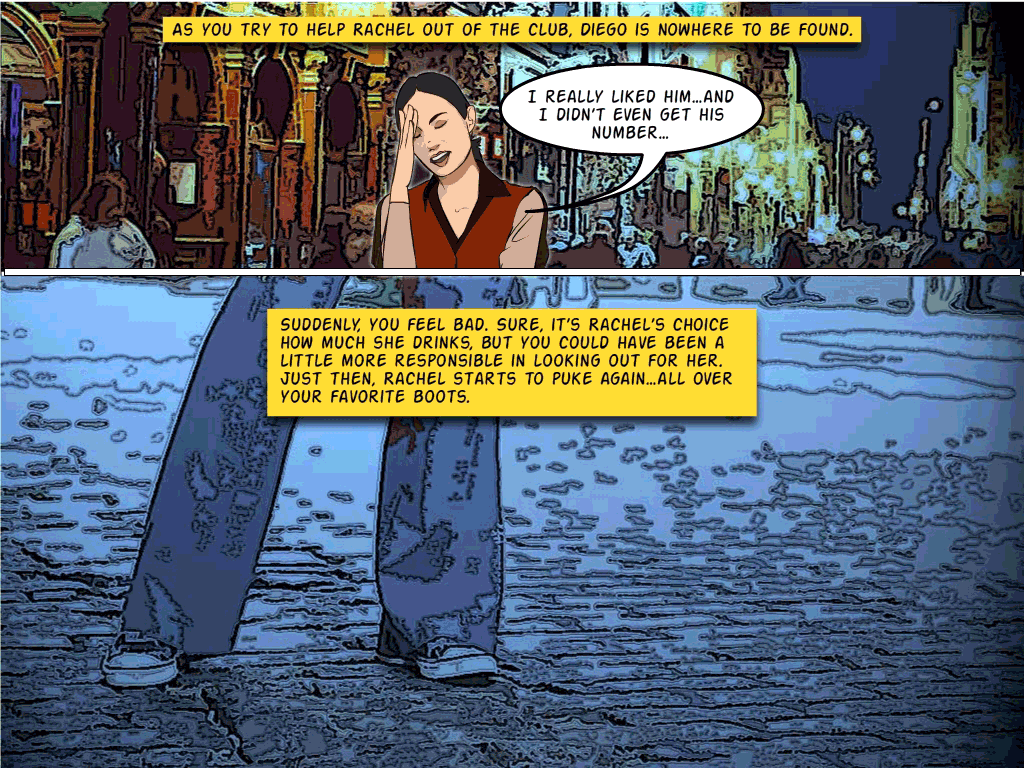 AS YOU TRY TO HELP RACHEL OUT OF THE CLUB, DIEGO IS NOWHERE TO BE FOUND.
I REALLY LIKED HIM...AND
I DIDN'T EVEN GET HIS
NUMBER...
SUDDENLY, YOU FEEL BAD. SURE, IT'S RACHEL'S CHOICE
HOW MUCH SHE DRINKS, BUT YOU COULD HAVE BEEN A
LITTLE MORE RESPONSIBLE IN LOOKING OUT FOR HER.
JUST THEN, RACHEL STARTS TO PUKE AGAIN...ALL OVER
YOUR FAVORITE BOOTS.